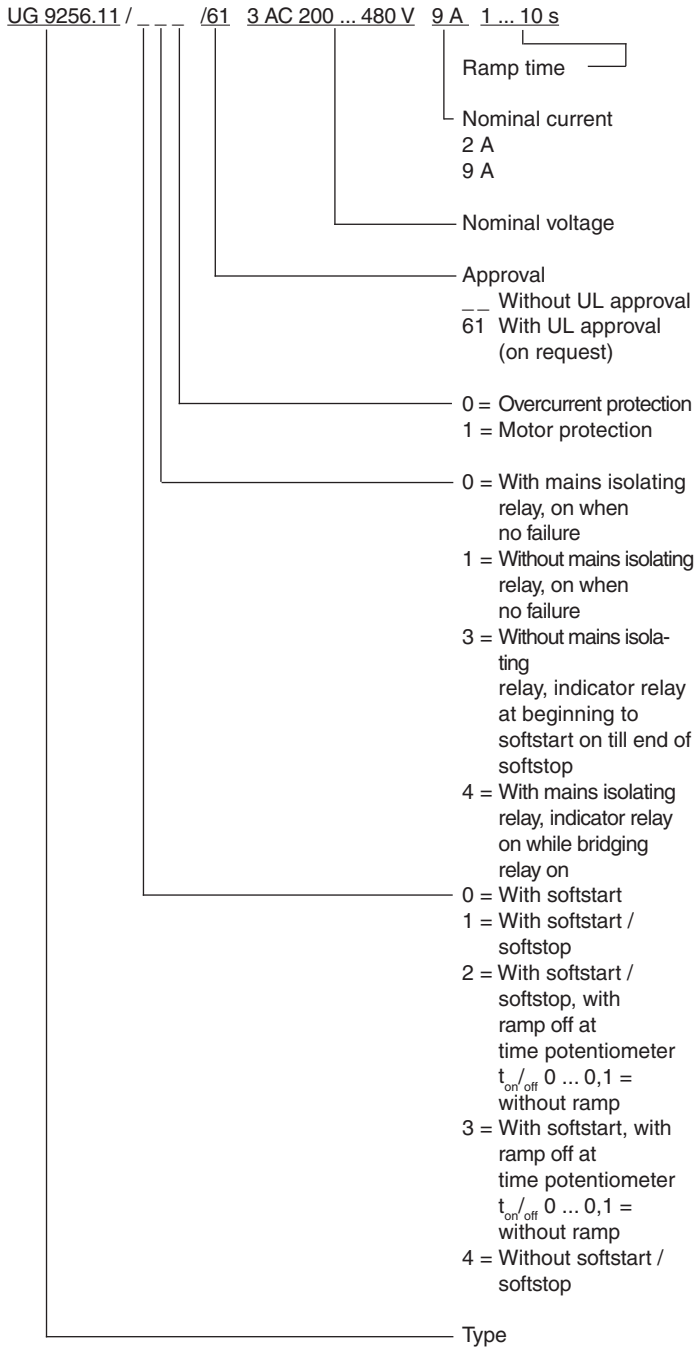 UG 9256.11 / _ _ _ /61 3 AC 200 ... 480 V 9 A 1 ... 10 s
Ramp time
Nominal current
2 A
9 A
Nominal voltage
Approval
_ _ Without UL approval
61 With UL approval
(on request)
0 = Overcurrent protection
1 = Motor protection
0 = With mains isolating
relay, on when
no failure
1 = Without mains isolating
relay, on when
no failure
3 = Without mains isola-
ting
relay, indicator relay
at beginning to
softstart on till end of
softstop
4 = With mains isolating
relay, indicator relay
on while bridging
relay on
0 = With softstart
1 = With softstart /
softstop
2 = With softstart /
softstop, with
ramp off at
time potentiometer
t_on/off 0 ... 0,1 =
without ramp
3 = With softstart, with
ramp off at
time potentiometer
t_on/off 0 ... 0,1 =
without ramp
4 = Without softstart /
softstop
Type